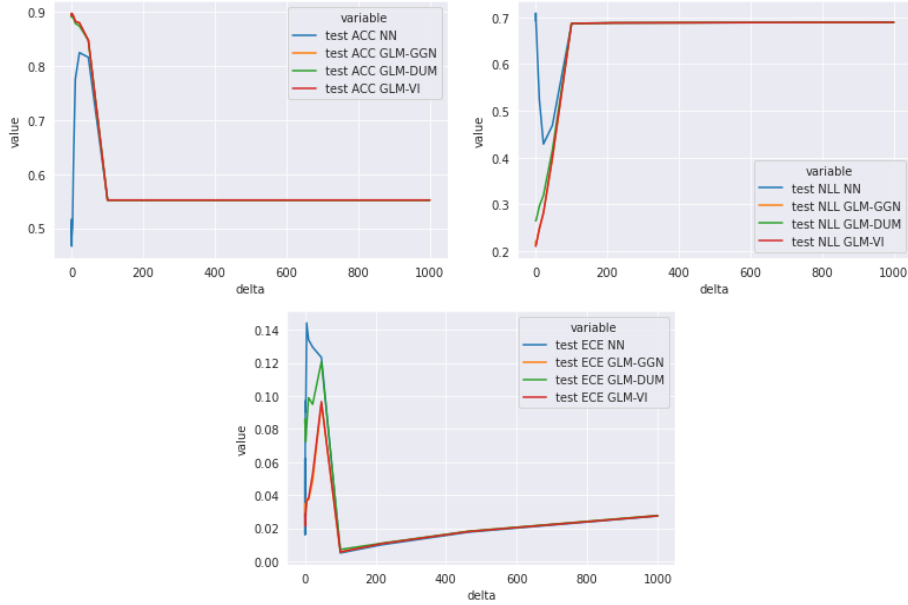 0.9
0.8
0.7
0.6
0.5
value
0
200
400
600
800
1000
delta
variable
test ACC NN
test ACC GLM-GGN
test ACC GLM-DUM
test ACC GLM-VI
0.7
0.6
0.5
0.4
0.3
0.2
value
0
200
400
600
800
1000
delta
variable
test NLL NN
test NLL GLM-GGN
test NLL GLM-DUM
test NLL GLM-VI
0.14
0.12
0.10
0.08
0.06
0.04
0.02
0.00
value
0
200
400
600
800
1000
delta
variable
test ECE NN
test ECE GLM-GGN
test ECE GLM-DUM
test ECE GLM-VI